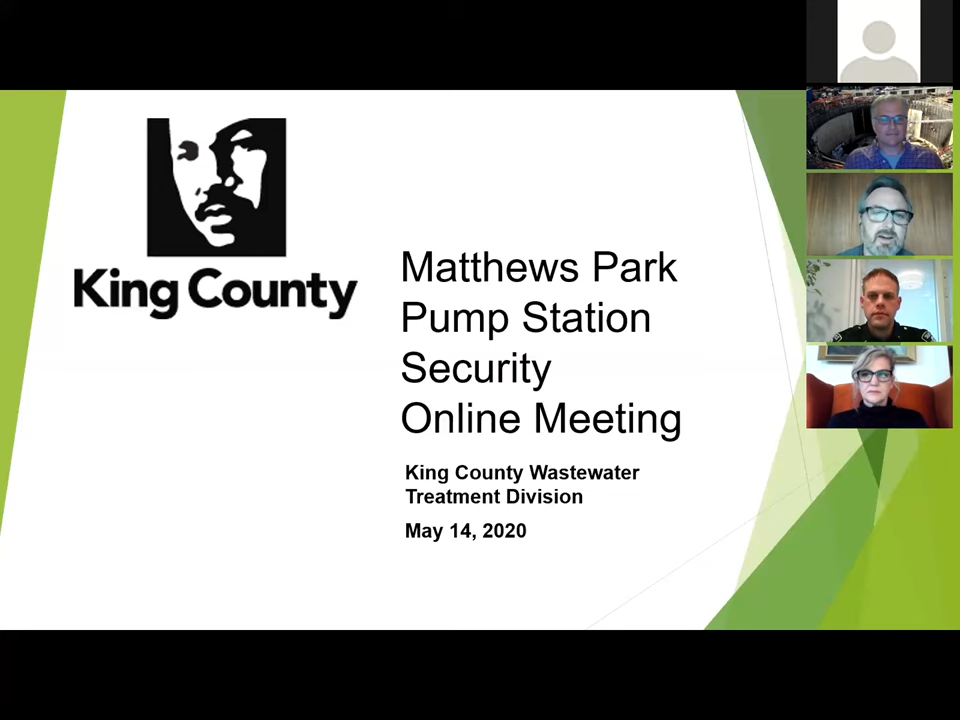 King County
Matthews Park
Pump Station
Security
Online Meeting
King County Wastewater
Treatment Division
May 14, 2020